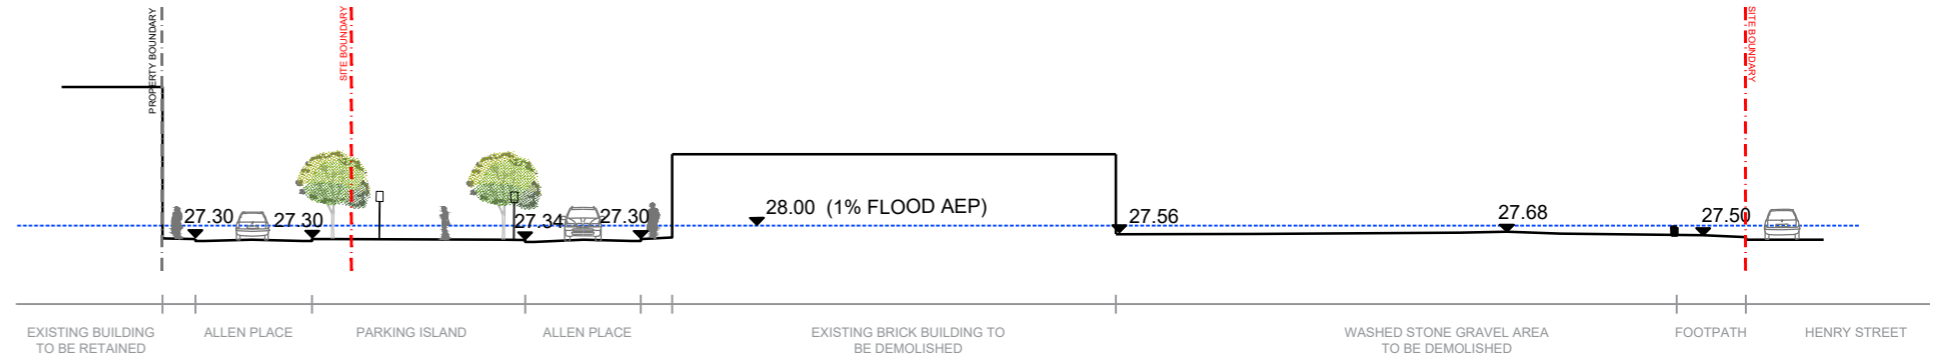 PROPERTY BOUNDARY
SITE BOUNDARY
SITE BOUNDARY
27.30
27.30
27.34
27.30
28.00 (1% FLOOD AEP)
27.56
27.68
27.50
EXISTING BUILDING
TO BE RETAINED
ALLEN PLACE
PARKING ISLAND
ALLEN PLACE
EXISTING BRICK BUILDING TO
BE DEMOLISHED
WASHED STONE GRAVEL AREA
TO BE DEMOLISHED
FOOTPATH
HENRY STREET